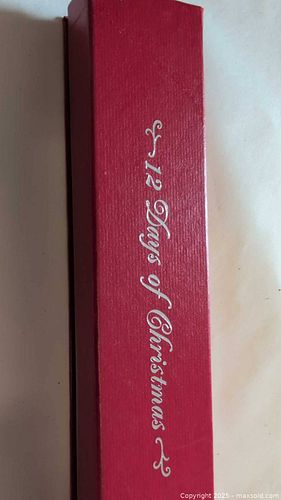 12 Days of Christmas
Copyright 2025 - maxsold.com